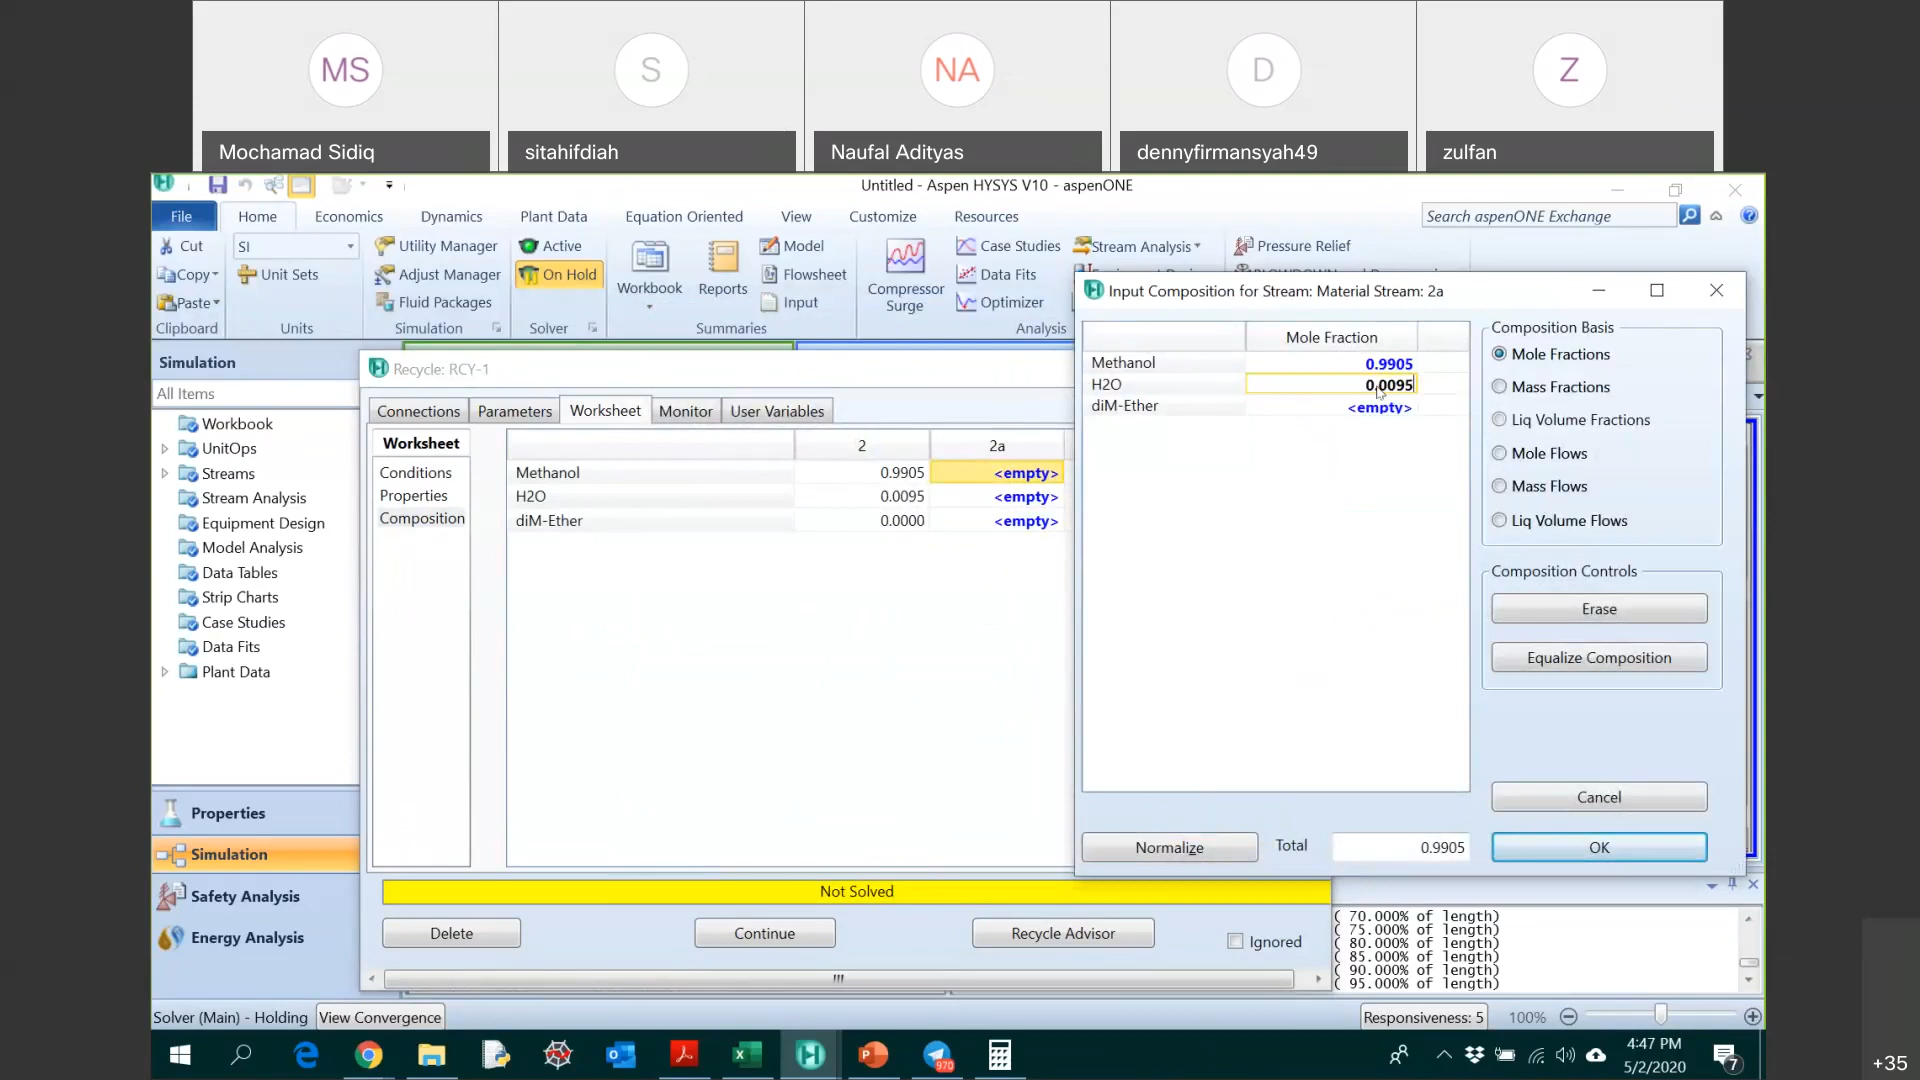 MS
S
NA
D
Z
Mochamad Sidiq
sitahifdiah
Naufal Adityas
dennyfirmansyah49
zulfan
Untitled - Aspen HYSYS V10 - aspenONE
File
Home
Economics
Dynamics
Plant Data
Equation Oriented
View
Customize
Resources
Search aspenONE Exchange
Cut
SI
Utility Manager
Active
Model
Case Studies
Stream Analysis
Pressure Relief
Copy
Unit Sets
Adjust Manager
On Hold
Workbook
Reports
Flowsheet
Compressor
Surge
Data Fits
Paste
Fluid Packages
Input
Optimizer
Clipboard
Units
Simulation
Solver
Summaries
Analysis
Input Composition for Stream: Material Stream: 2a
Mole Fraction
Methanol 0.9905
H2O 0.0095
diM-Ether <empty>
Composition Basis
Mole Fractions
Mass Fractions
Liq Volume Fractions
Mole Flows
Mass Flows
Liq Volume Flows
Composition Controls
Erase
Equalize Composition
Cancel
Normalize
Total
0.9905
OK
Simulation
All Items
Workbook
UnitOps
Streams
Stream Analysis
Equipment Design
Model Analysis
Data Tables
Strip Charts
Case Studies
Data Fits
Plant Data
Properties
Simulation
Safety Analysis
Energy Analysis
Recycle: RCY-1
Connections
Parameters
Worksheet
Monitor
User Variables
Worksheet
Conditions
Properties
Composition
2 2a
Methanol 0.9905 <empty>
H2O 0.0095 <empty>
diM-Ether 0.0000 <empty>
Not Solved
Delete
Continue
Recycle Advisor
Ignored
( 70.000% of length)
( 75.000% of length)
( 80.000% of length)
( 85.000% of length)
( 90.000% of length)
( 95.000% of length)
Solver (Main) - Holding
View Convergence
Responsiveness: 5
100%
970
4:47 PM
5/2/2020
7
+35